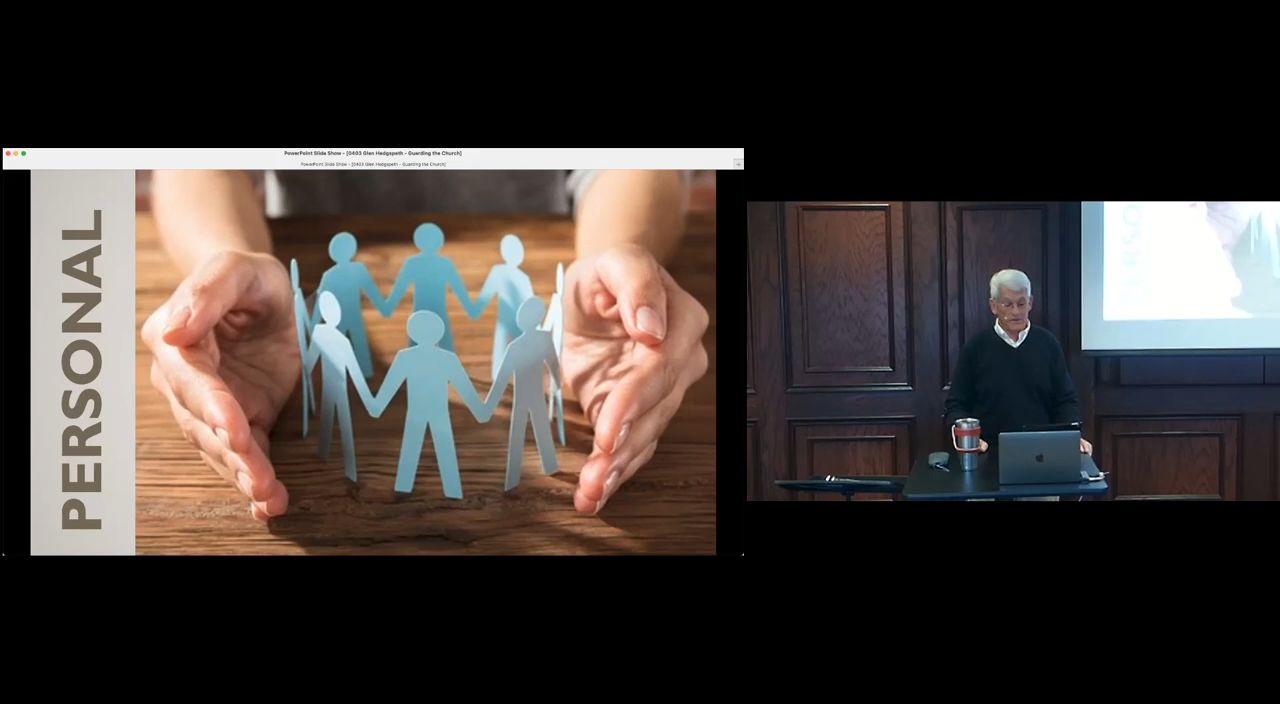 PowerPoint Slide Show - [0403 Glen Hedgspeth - Guarding the Church]
PowerPoint Slide Show - [0403 Glen Hedgspeth - Guarding the Church]
PERSONAL